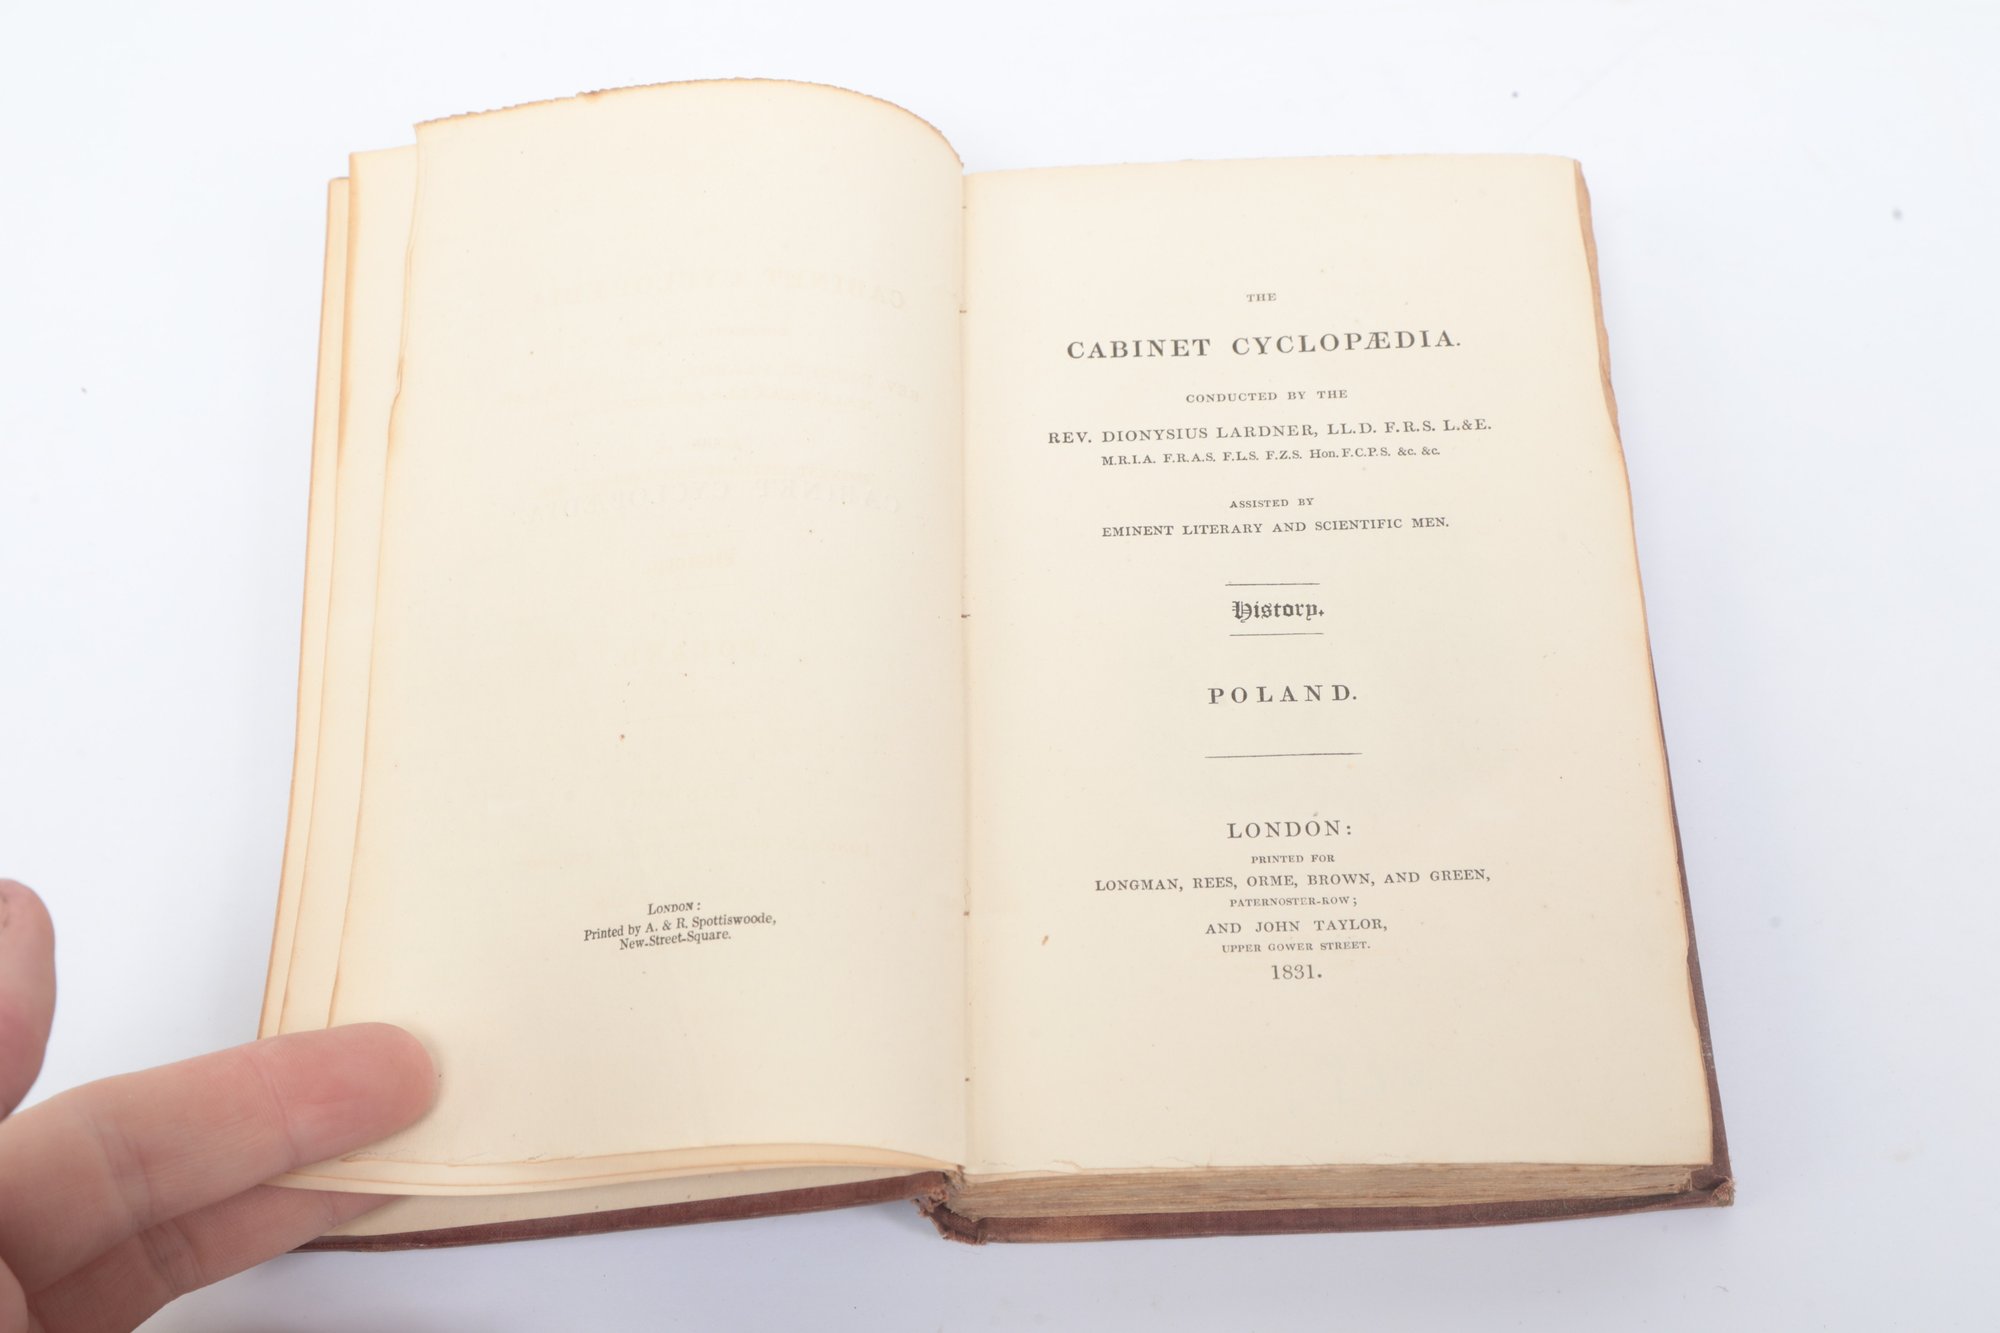 London:
Printed by A. & R. Spottiswoode,
New-Street-Square.
THE
CABINET CYCLOPÆDIA.
CONDUCTED BY THE
REV. DIONYSIUS LARDNER, LL.D. F.R.S. L.&E.
M.R.I.A. F.R.A.S. F.L.S. F.Z.S. Hon. F.C.P.S. &c. &c.
ASSISTED BY
EMINENT LITERARY AND SCIENTIFIC MEN.
History.
POLAND.
LONDON:
PRINTED FOR
LONGMAN, REES, ORME, BROWN, AND GREEN,
PATERNOSTER-ROW;
AND JOHN TAYLOR,
UPPER GOWER STREET.
1831.